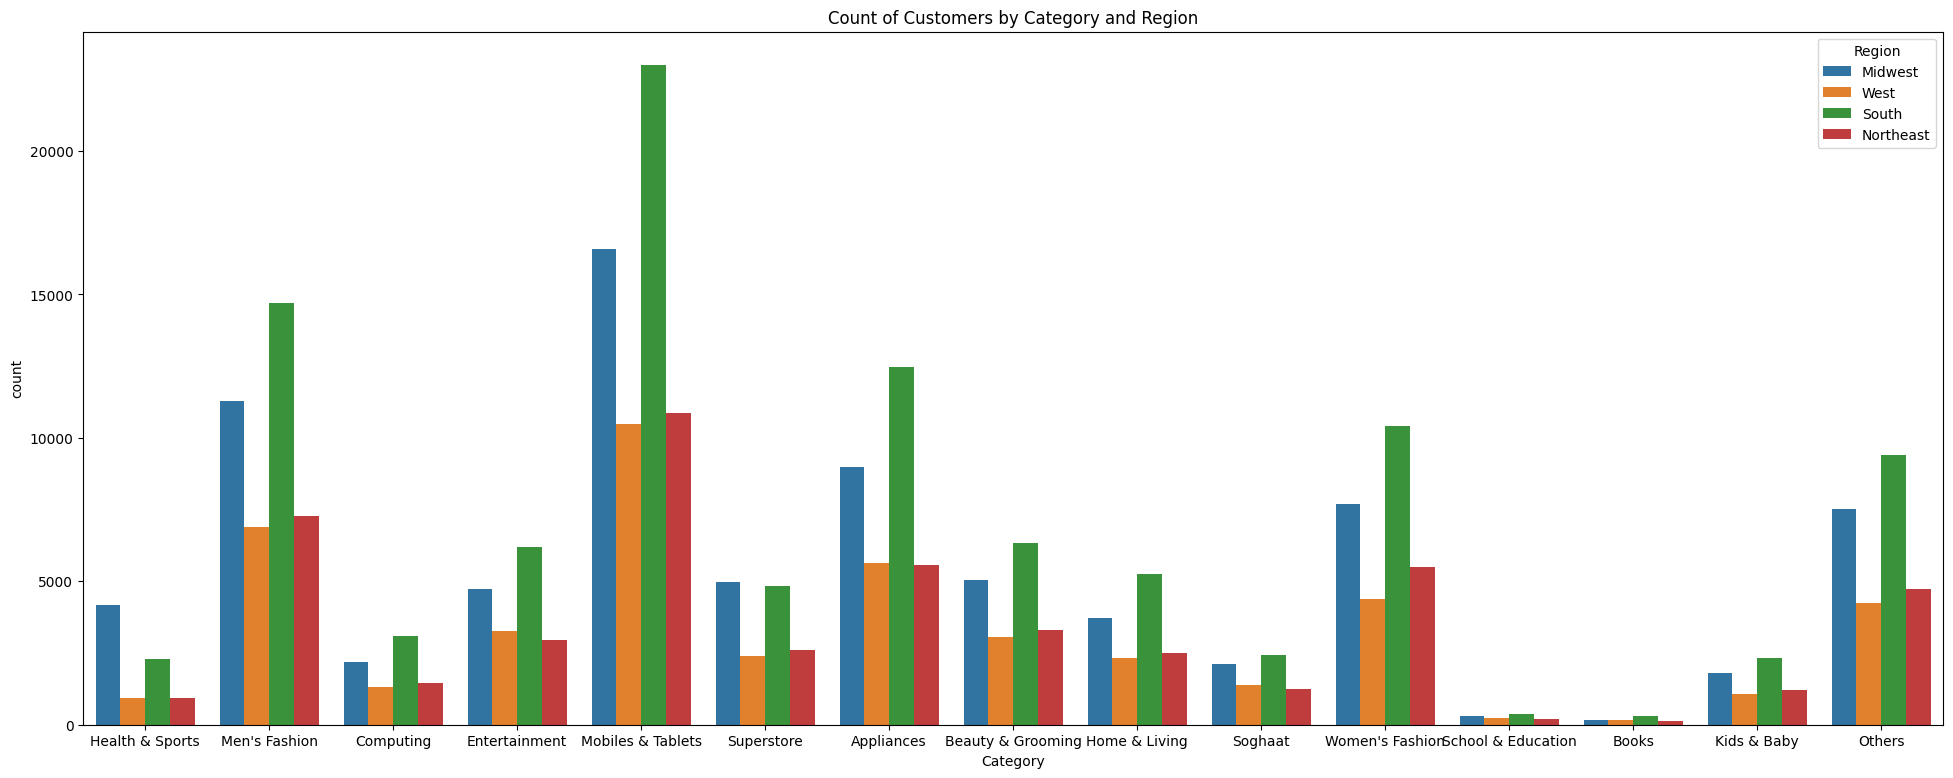 Count of Customers by Category and Region
Region
Midwest
West
South
Northeast
20000
15000
10000
5000
0
count
Health & Sports
Men's Fashion
Computing
Entertainment
Mobiles & Tablets
Superstore
Appliances
Beauty & Grooming
Home & Living
Soghaat
Women's Fashion
School & Education
Books
Kids & Baby
Others
Category